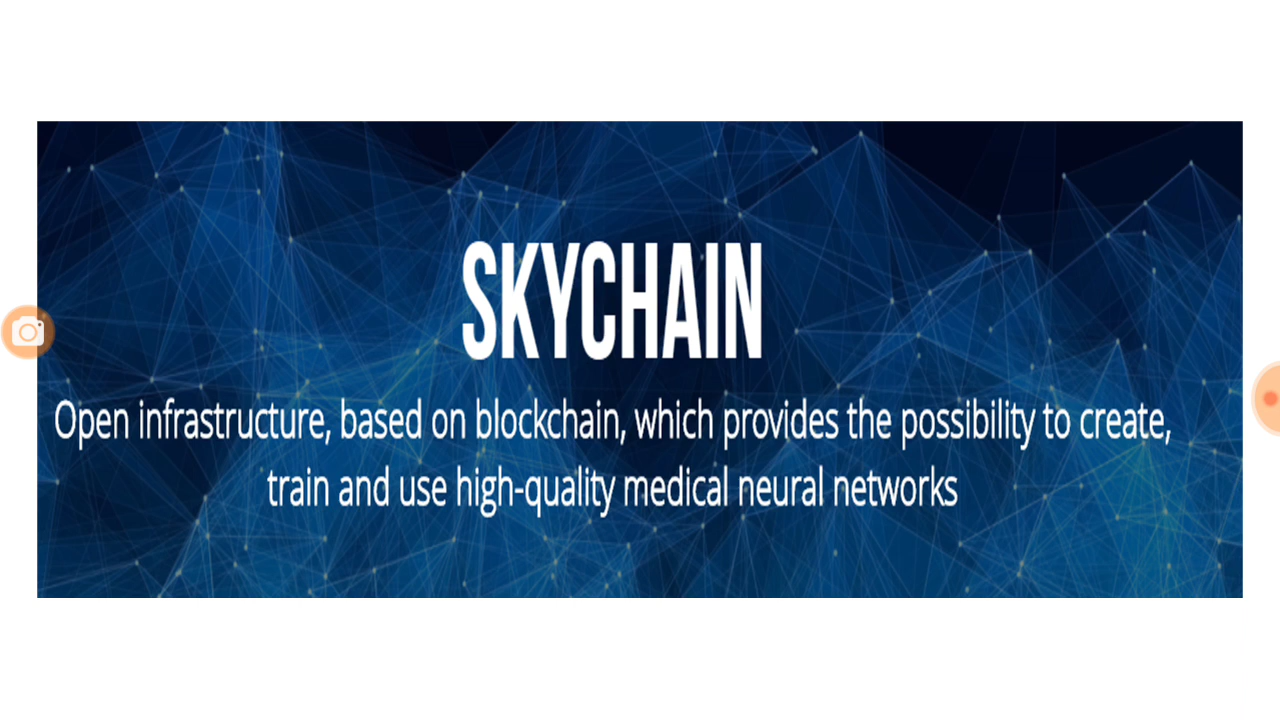 SKYCHAIN
Open infrastructure, based on blockchain, which provides the possibility to create,
train and use high-quality medical neural networks